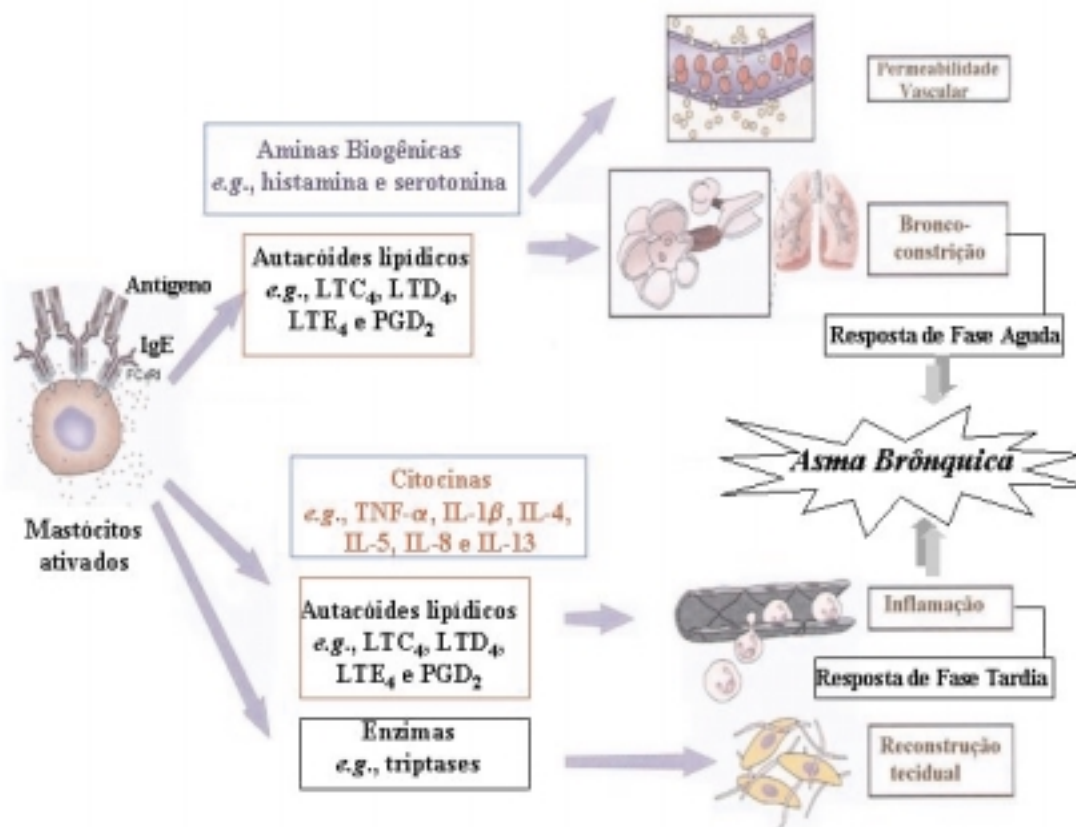 Permeabilidade
Vascular
Aminas Biogênicas
e.g., histamina e serotonina
Bronco-
constrição
Autacóides lipídicos
e.g., LTC4, LTD4,
LTE4 e PGD2
Antígeno
IgE
FCεRI
Resposta de Fase Aguda
Asma Brônquica
Mastócitos
ativados
Citocinas
e.g., TNF-α, IL-1β, IL-4,
IL-5, IL-8 e IL-13
Autacóides lipídicos
e.g., LTC4, LTD4,
LTE4 e PGD2
Inflamação
Resposta de Fase Tardia
Enzimas
e.g., triptases
Reconstrução
tecidual